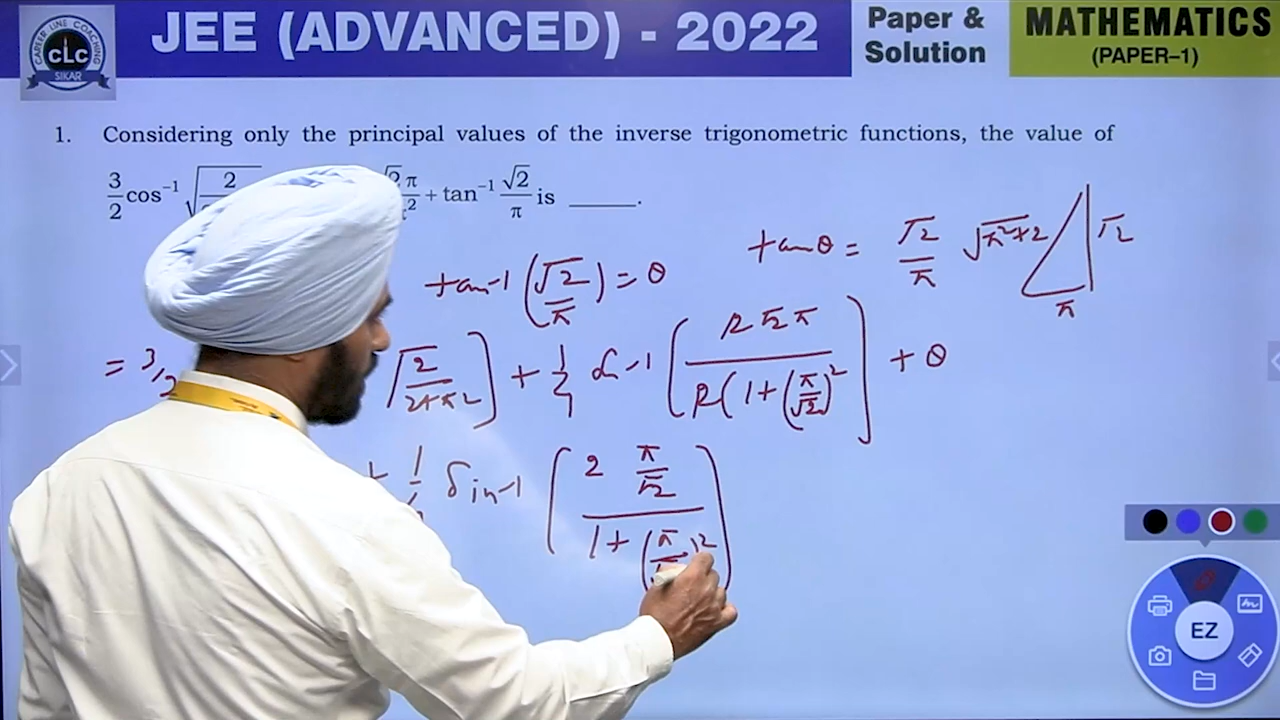 JEE (ADVANCED) - 2022
Paper &
Solution
MATHEMATICS
(PAPER–1)
CAREER LINE COACHING
CLC
SIKAR
1. Considering only the principal values of the inverse trigonometric functions, the value of
3/2 cos⁻¹ √2 + tan⁻¹ √2/π is _____.
tanθ = √2/π √π²+2 √2
π
tan-1 (√2/π) = θ
= 3/2 √2/2+π² ] + 1/4 [ 2√2π / 2(1+(π/√2)² ] + θ
1/4 Sin-1 ( 2 π/√2 / 1+(π/√2)² )
EZ